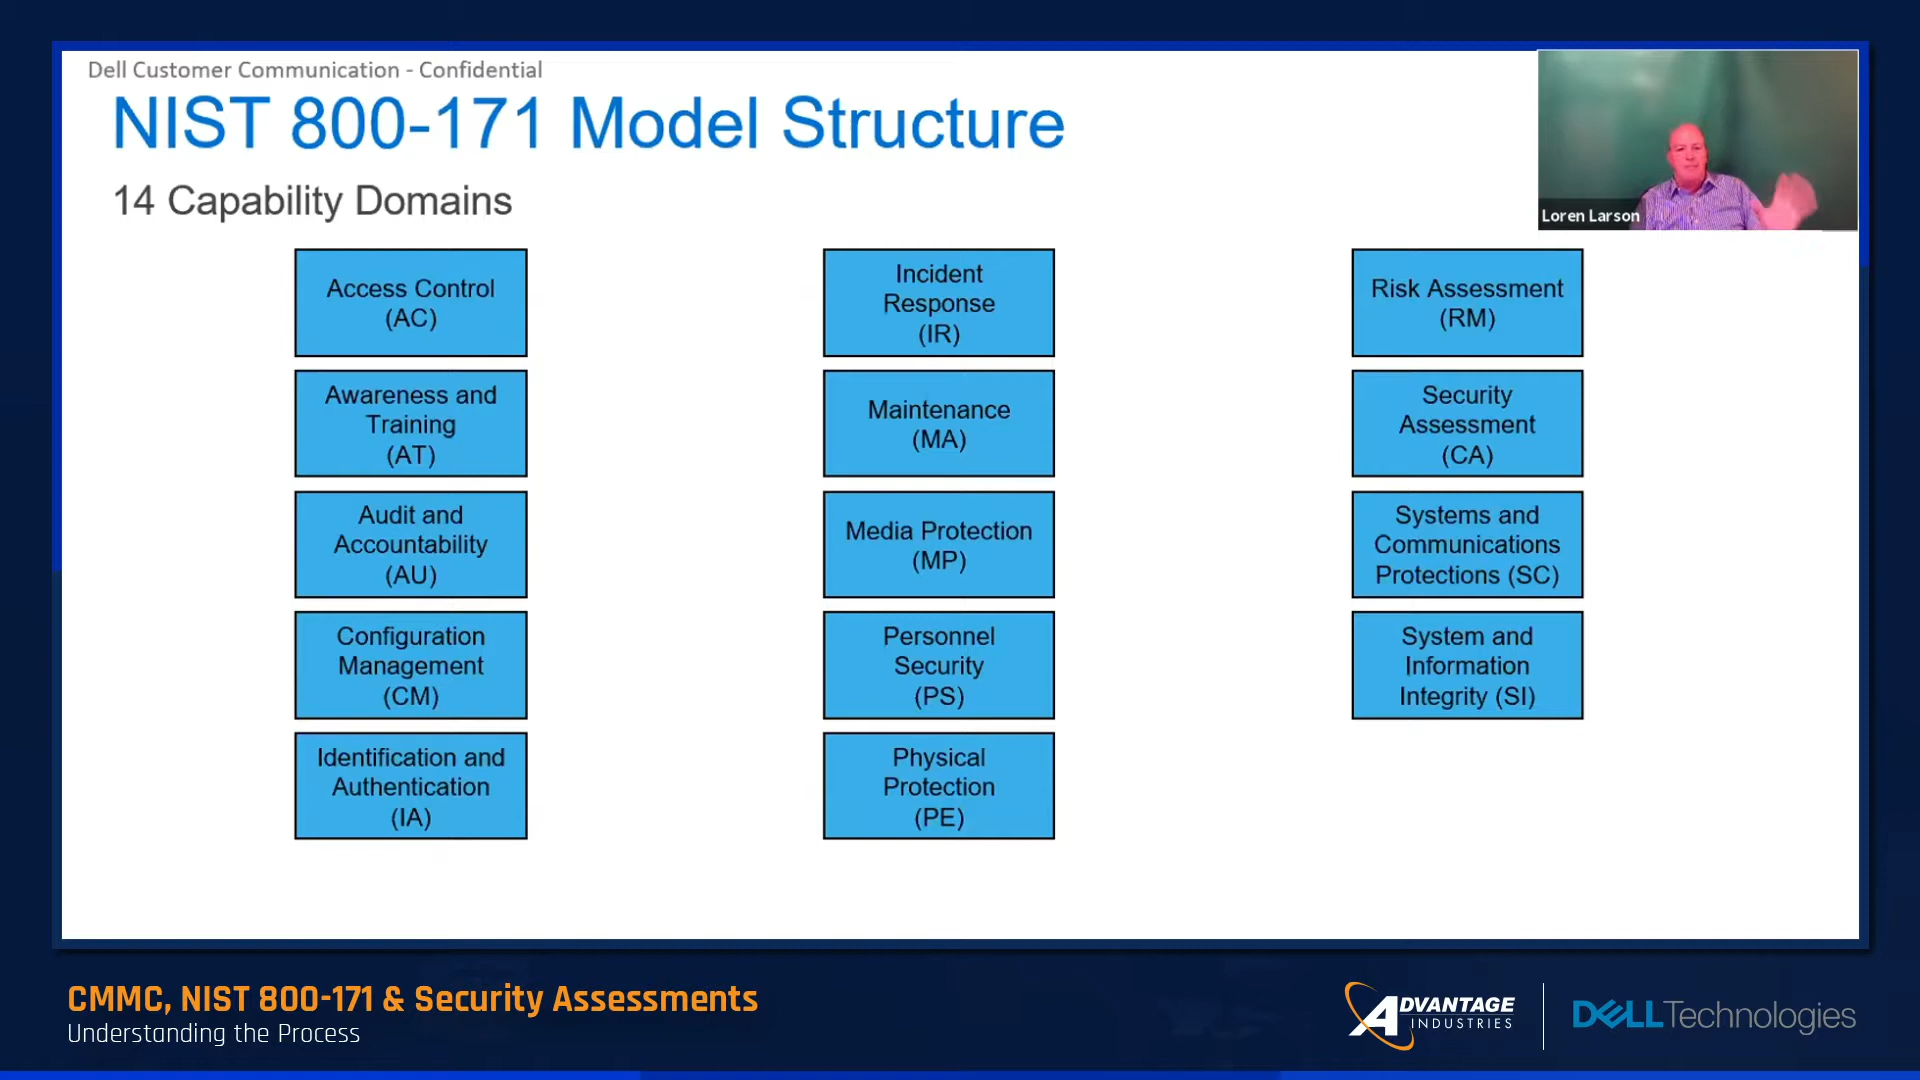 Dell Customer Communication - Confidential
NIST 800-171 Model Structure
14 Capability Domains
Loren Larson
Access Control
(AC)
Awareness and
Training
(AT)
Audit and
Accountability
(AU)
Configuration
Management
(CM)
Identification and
Authentication
(IA)
Incident
Response
(IR)
Maintenance
(MA)
Media Protection
(MP)
Personnel
Security
(PS)
Physical
Protection
(PE)
Risk Assessment
(RM)
Security
Assessment
(CA)
Systems and
Communications
Protections (SC)
System and
Information
Integrity (SI)
CMMC, NIST 800-171 & Security Assessments
Understanding the Process
ADVANTAGE
INDUSTRIES
DELL Technologies